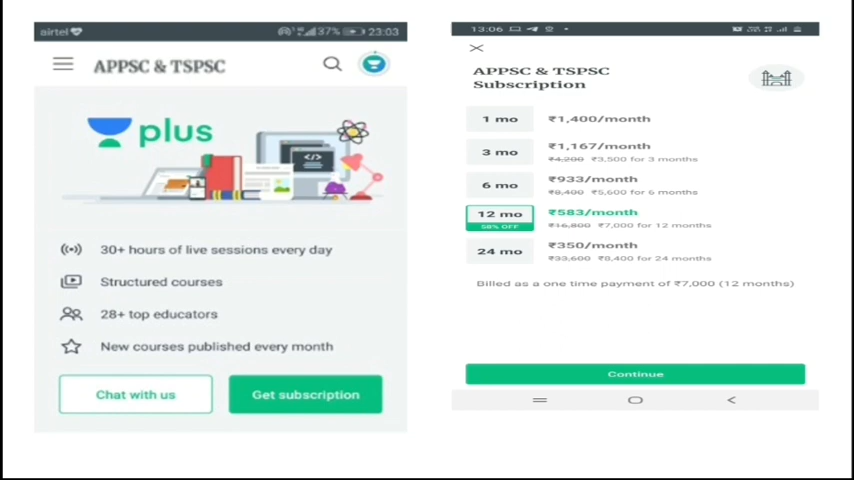 airtel
37%
23:03
APPSC & TSPSC
plus
30+ hours of live sessions every day
Structured courses
28+ top educators
New courses published every month
Chat with us
Get subscription
13:06
APPSC & TSPSC
Subscription
1 mo ₹1,400/month
3 mo ₹1,167/month
₹4,200 ₹3,500 for 3 months
6 mo ₹933/month
₹8,400 ₹5,600 for 6 months
12 mo ₹583/month
58% OFF ₹16,800 ₹7,000 for 12 months
24 mo ₹350/month
₹33,600 ₹8,400 for 24 months
Billed as a one time payment of ₹7,000 (12 months)
Continue